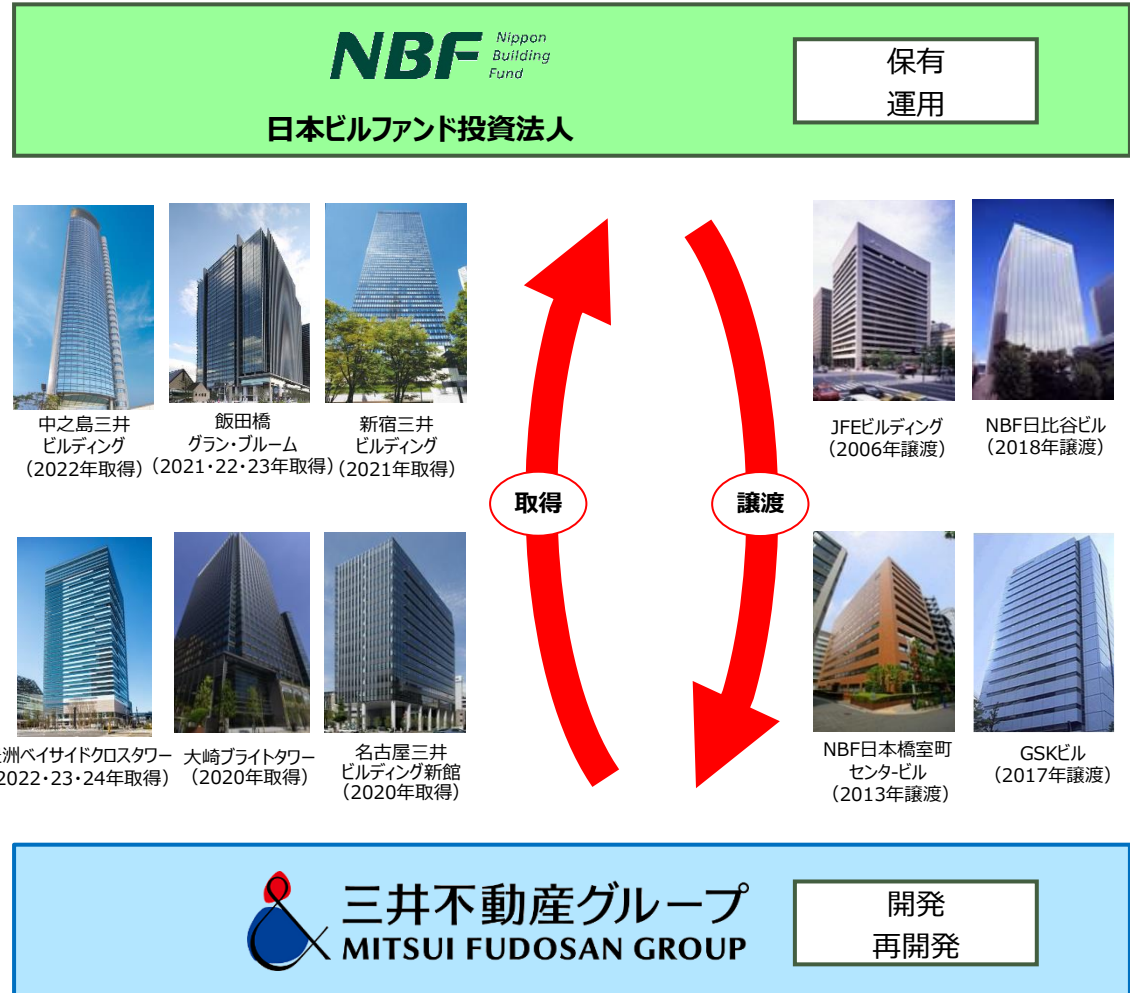 NBF Nippon
Building
Fund
日本ビルファンド投資法人
保有
運用
中之島三井
ビルディング
（2022年取得）
飯田橋
グラン・ブルーム
（2021・22・23年取得）
新宿三井
ビルディング
（2021年取得）
JFEビルディング
（2006年譲渡）
NBF日比谷ビル
（2018年譲渡）
取得
譲渡
洲ベイサイドクロスタワー
2022・23・24年取得）
大崎ブライトタワー
（2020年取得）
名古屋三井
ビルディング新館
（2020年取得）
NBF日本橋室町
センタービル
（2013年譲渡）
GSKビル
（2017年譲渡）
三井不動産グループ
MITSUI FUDOSAN GROUP
開発
再開発